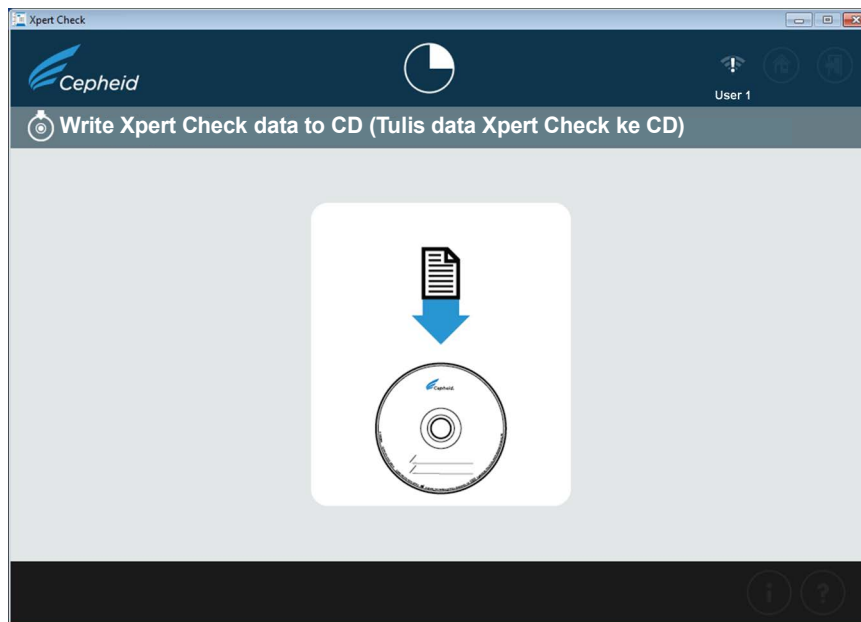 Xpert Check
Cepheid
User 1
Write Xpert Check data to CD (Tulis data Xpert Check ke CD)
Cepheid.
i ?